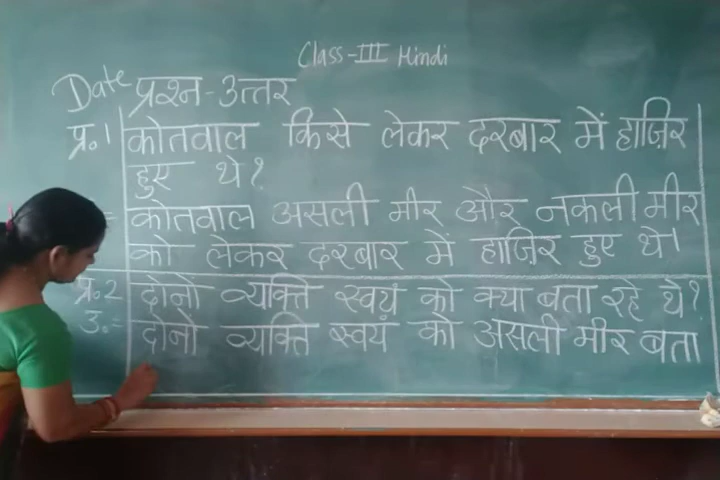 Class-III Hindi
Date प्रश्न-उत्तर
प्र॰1 कोतवाल किसे लेकर दरबार में हाज़िर
हुए थे?
= कोतवाल असली मीर और नकली मीर
को लेकर दरबार में हाजिर हुए थे।
प्र॰2 दोनों व्यक्ति स्वयं को क्या बता रहे थे?
उ॰= दोनों व्यक्ति स्वयं को असली मीर बता